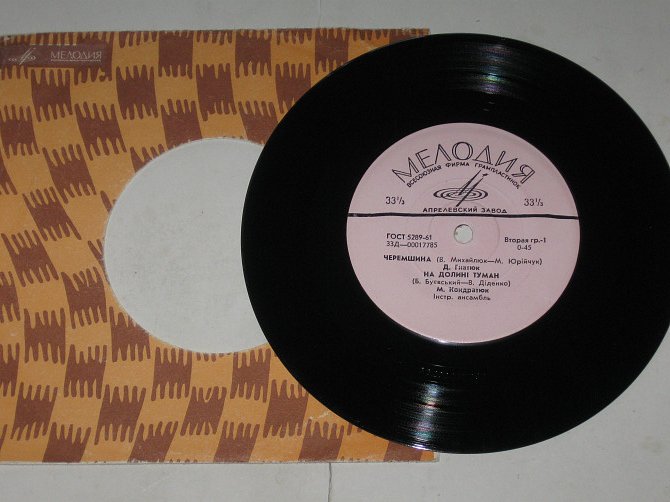 МЕЛОДИЯ
МЕЛОДИЯ
ВСЕСОЮЗНАЯ ФИРМА ГРАМПЛАСТИНОК
33⅓ 33⅓
АПРЕЛЕВСКИЙ ЗАВОД
ГОСТ 5289-61 Вторая гр.-1
33Д—00017785 0-45
ЧЕРЕМШИНА (В. Михайлюк—М. Юрійчук)
Д. Гнатюк
НА ДОЛИНІ ТУМАН
(Б. Буєвський—В. Діденко)
М. Кондратюк
Інстр. ансамбль